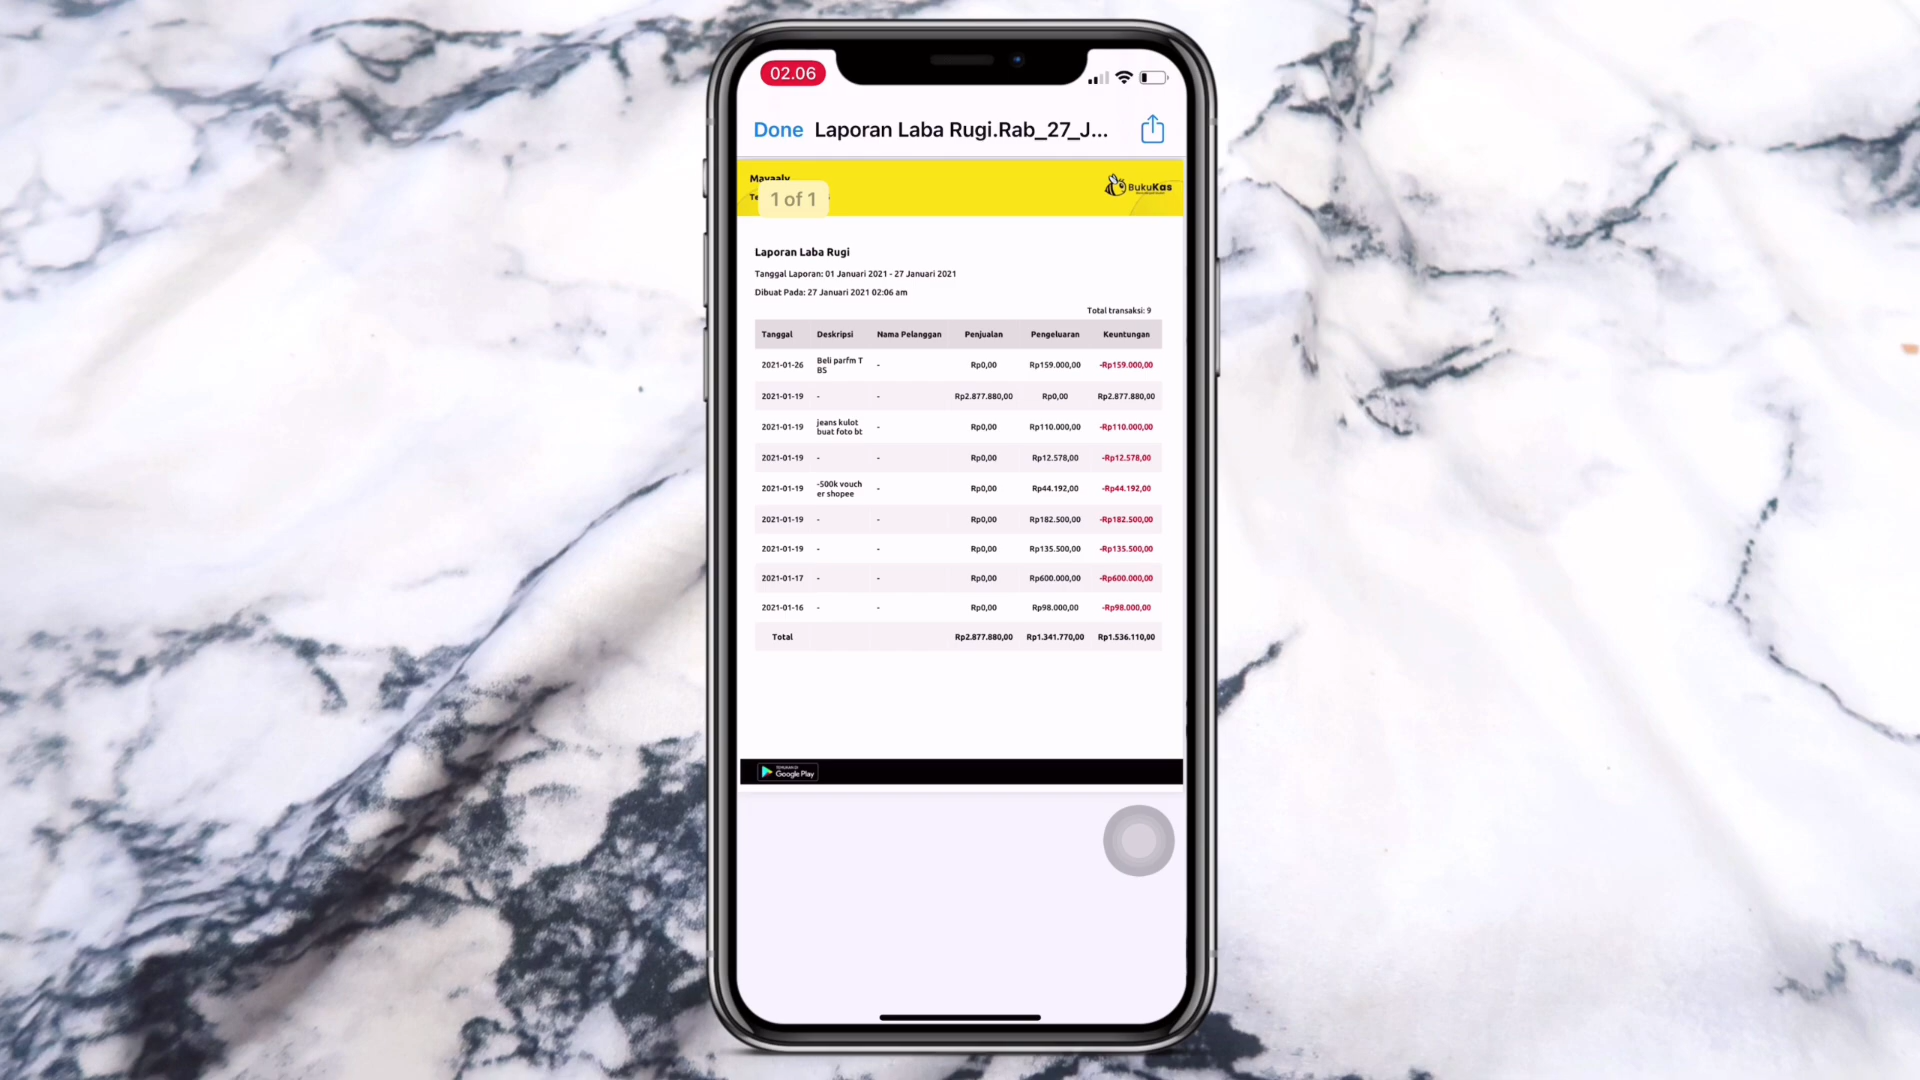 02.06
Done Laporan Laba Rugi.Rab_27_J...
BukuKas
1 of 1
Laporan Laba Rugi
Tanggal Laporan: 01 Januari 2021 - 27 Januari 2021
Dibuat Pada: 27 Januari 2021 02:06 am
Total transaksi: 9
Tanggal Deskripsi Nama Pelanggan Penjualan Pengeluaran Keuntungan
2021-01-26 Beli parfm T - Rp0,00 Rp159.000,00 -Rp159.000,00
BS
2021-01-19 - - Rp2.877.880,00 Rp0,00 Rp2.877.880,00
2021-01-19 jeans kulot - Rp0,00 Rp110.000,00 -Rp110.000,00
buat foto bt
2021-01-19 - - Rp0,00 Rp12.578,00 -Rp12.578,00
2021-01-19 -500k vouch - Rp0,00 Rp44.192,00 -Rp44.192,00
er shopee
2021-01-19 - - Rp0,00 Rp182.500,00 -Rp182.500,00
2021-01-19 - - Rp0,00 Rp135.500,00 -Rp135.500,00
2021-01-17 - - Rp0,00 Rp600.000,00 -Rp600.000,00
2021-01-16 - - Rp0,00 Rp98.000,00 -Rp98.000,00
Total Rp2.877.880,00 Rp1.341.770,00 Rp1.536.110,00
Google Play